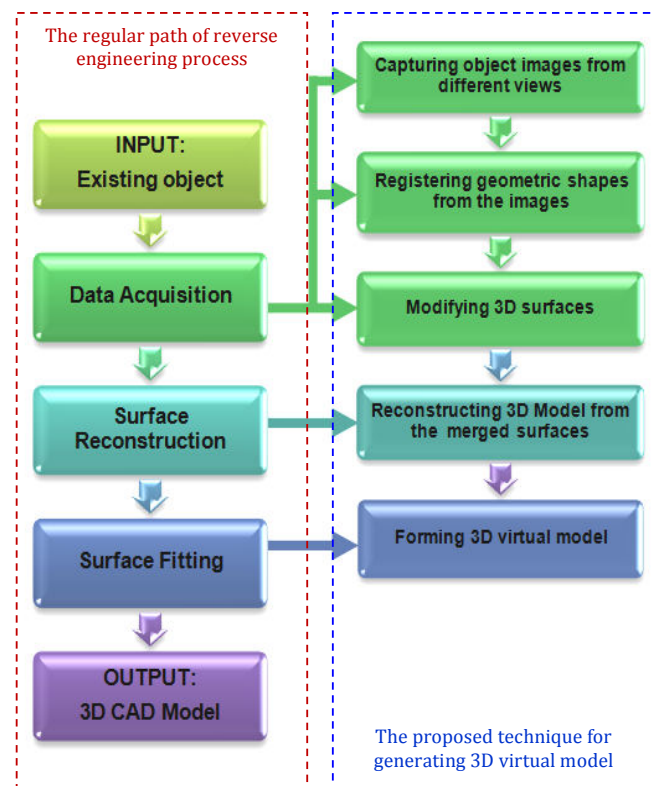 The regular path of reverse
engineering process
INPUT:
Existing object
Data Acquisition
Surface
Reconstruction
Surface Fitting
OUTPUT:
3D CAD Model
Capturing object images from
different views
Registering geometric shapes
from the images
Modifying 3D surfaces
Reconstructing 3D Model from
the merged surfaces
Forming 3D virtual model
The proposed technique for
generating 3D virtual model